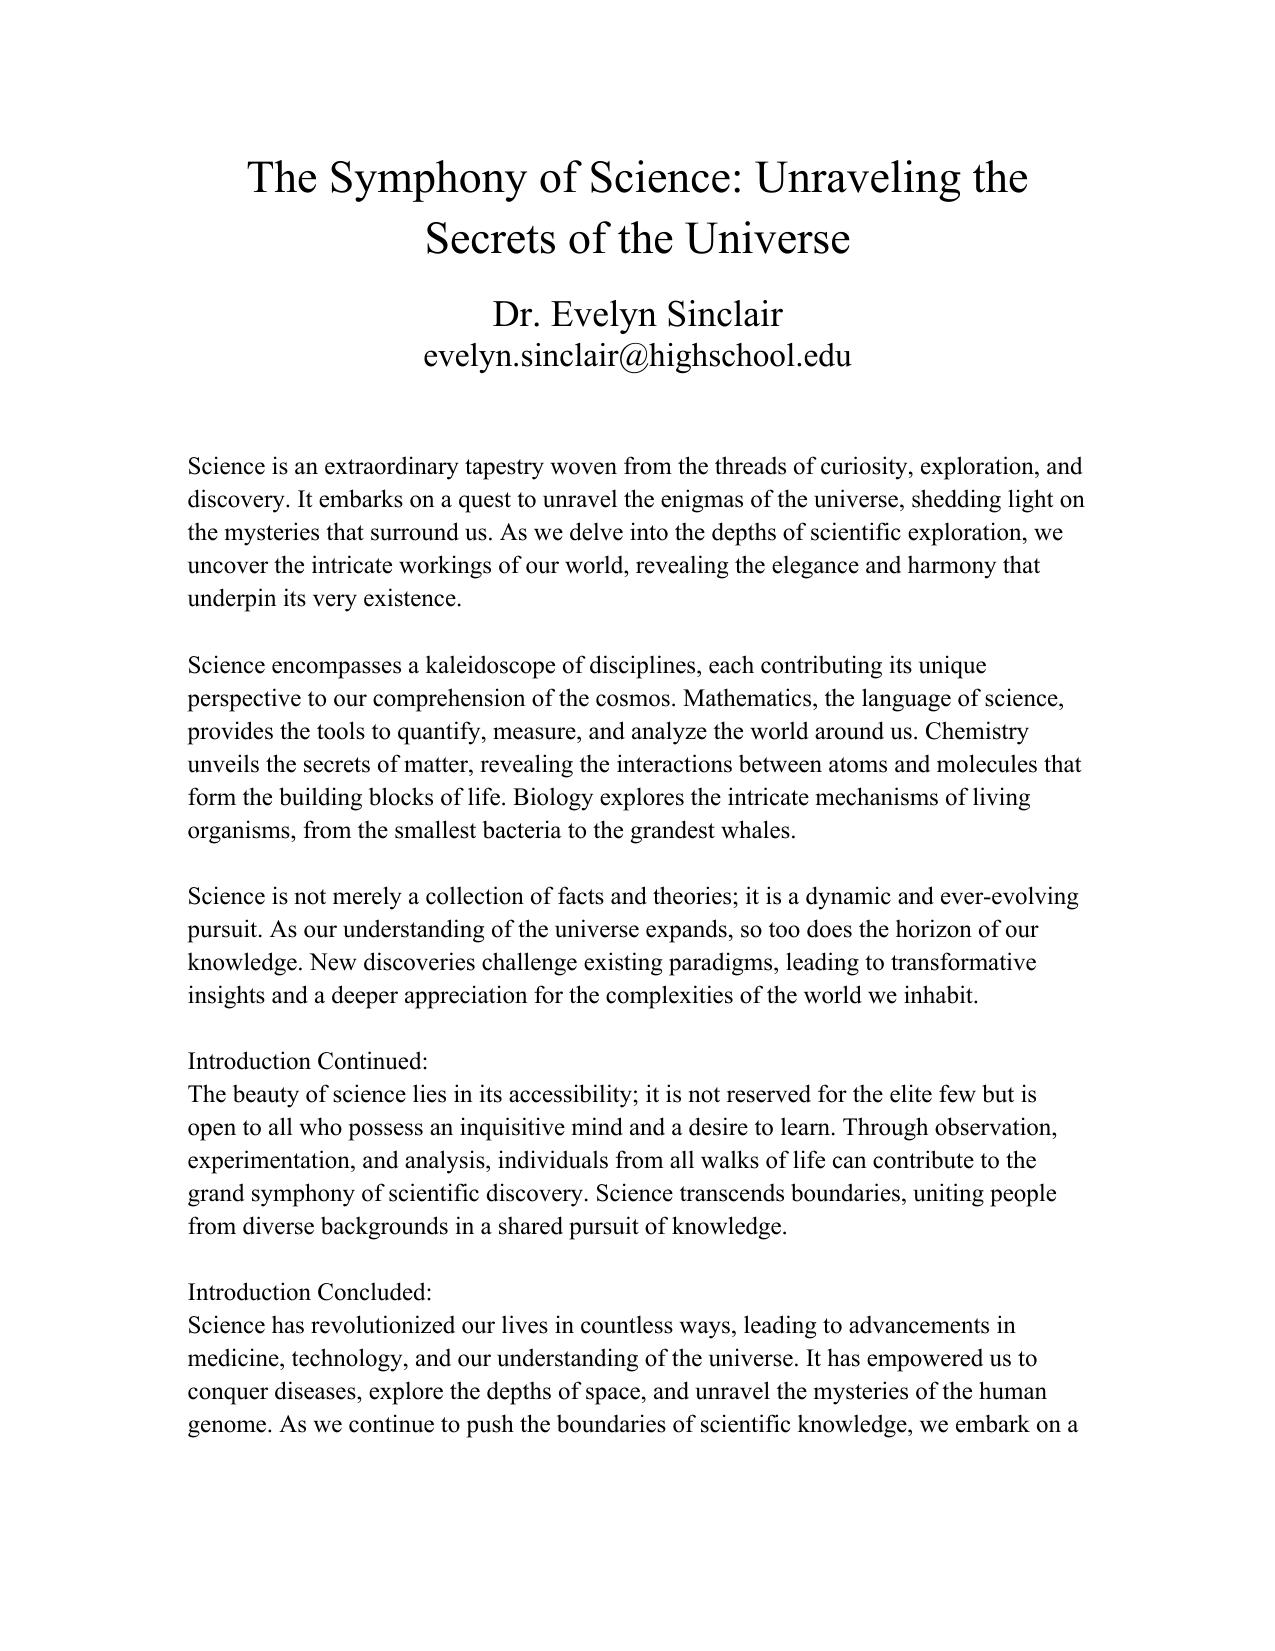 The Symphony of Science: Unraveling the
Secrets of the Universe
Dr. Evelyn Sinclair
evelyn.sinclair@highschool.edu
Science is an extraordinary tapestry woven from the threads of curiosity, exploration, and
discovery. It embarks on a quest to unravel the enigmas of the universe, shedding light on
the mysteries that surround us. As we delve into the depths of scientific exploration, we
uncover the intricate workings of our world, revealing the elegance and harmony that
underpin its very existence.
Science encompasses a kaleidoscope of disciplines, each contributing its unique
perspective to our comprehension of the cosmos. Mathematics, the language of science,
provides the tools to quantify, measure, and analyze the world around us. Chemistry
unveils the secrets of matter, revealing the interactions between atoms and molecules that
form the building blocks of life. Biology explores the intricate mechanisms of living
organisms, from the smallest bacteria to the grandest whales.
Science is not merely a collection of facts and theories; it is a dynamic and ever-evolving
pursuit. As our understanding of the universe expands, so too does the horizon of our
knowledge. New discoveries challenge existing paradigms, leading to transformative
insights and a deeper appreciation for the complexities of the world we inhabit.
Introduction Continued:
The beauty of science lies in its accessibility; it is not reserved for the elite few but is
open to all who possess an inquisitive mind and a desire to learn. Through observation,
experimentation, and analysis, individuals from all walks of life can contribute to the
grand symphony of scientific discovery. Science transcends boundaries, uniting people
from diverse backgrounds in a shared pursuit of knowledge.
Introduction Concluded:
Science has revolutionized our lives in countless ways, leading to advancements in
medicine, technology, and our understanding of the universe. It has empowered us to
conquer diseases, explore the depths of space, and unravel the mysteries of the human
genome. As we continue to push the boundaries of scientific knowledge, we embark on a